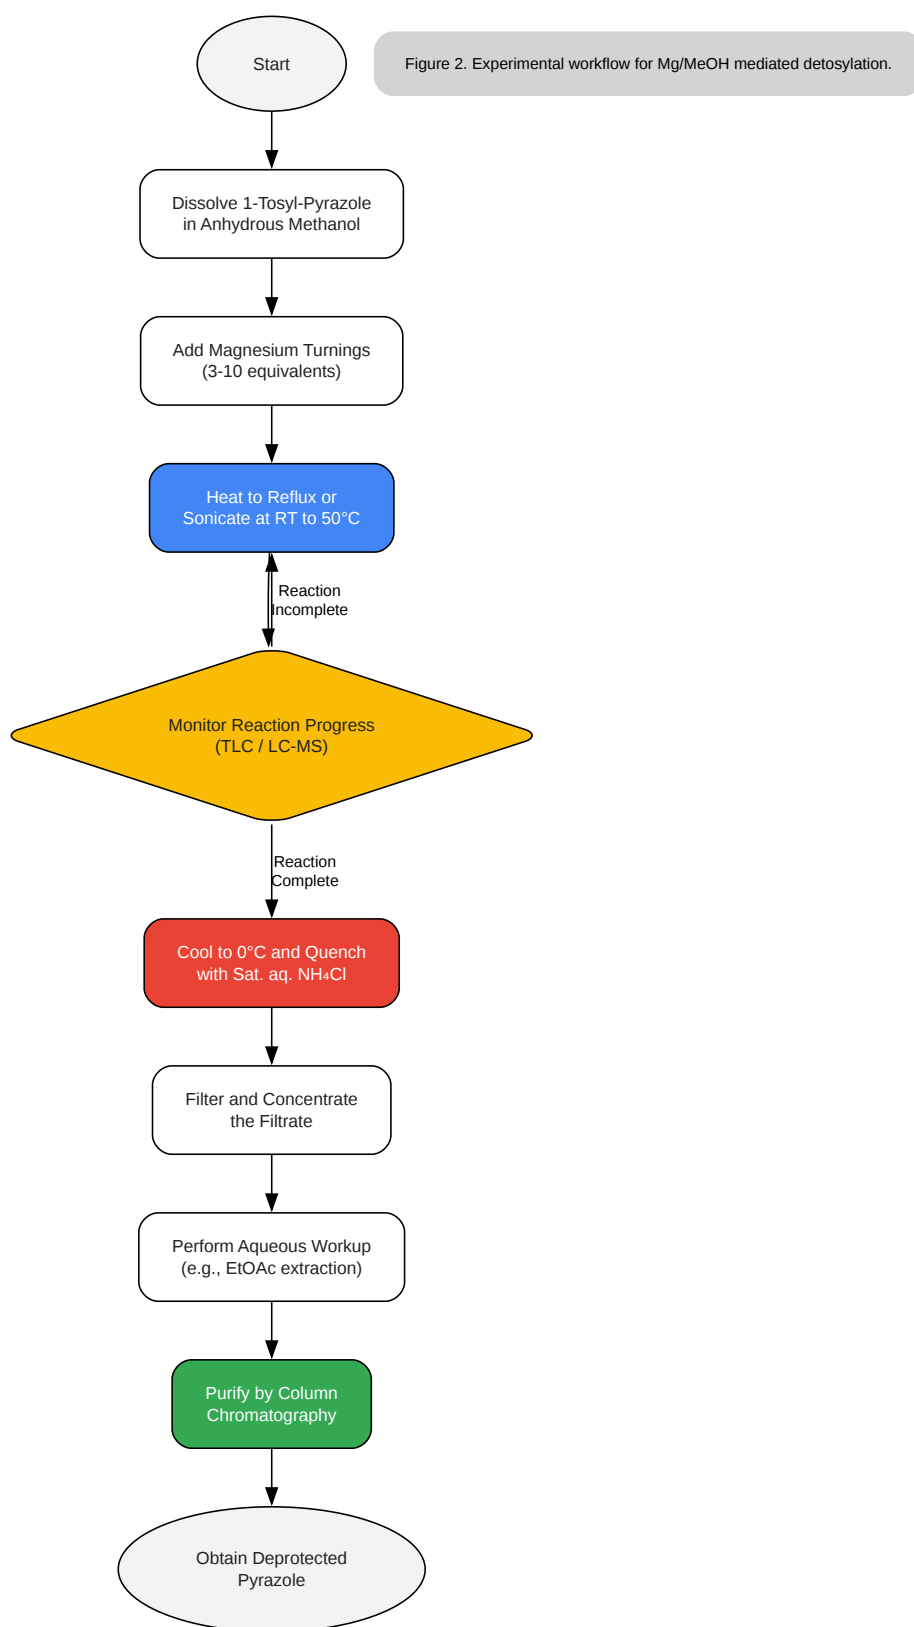 Start
Figure 2. Experimental workflow for Mg/MeOH mediated detosylation.
Dissolve 1-Tosyl-Pyrazole
in Anhydrous Methanol
Add Magnesium Turnings
(3-10 equivalents)
Heat to Reflux or
Sonicate at RT to 50°C
Reaction
Incomplete
Monitor Reaction Progress
(TLC / LC-MS)
Reaction
Complete
Cool to 0°C and Quench
with Sat. aq. NH₄Cl
Filter and Concentrate
the Filtrate
Perform Aqueous Workup
(e.g., EtOAc extraction)
Purify by Column
Chromatography
Obtain Deprotected
Pyrazole